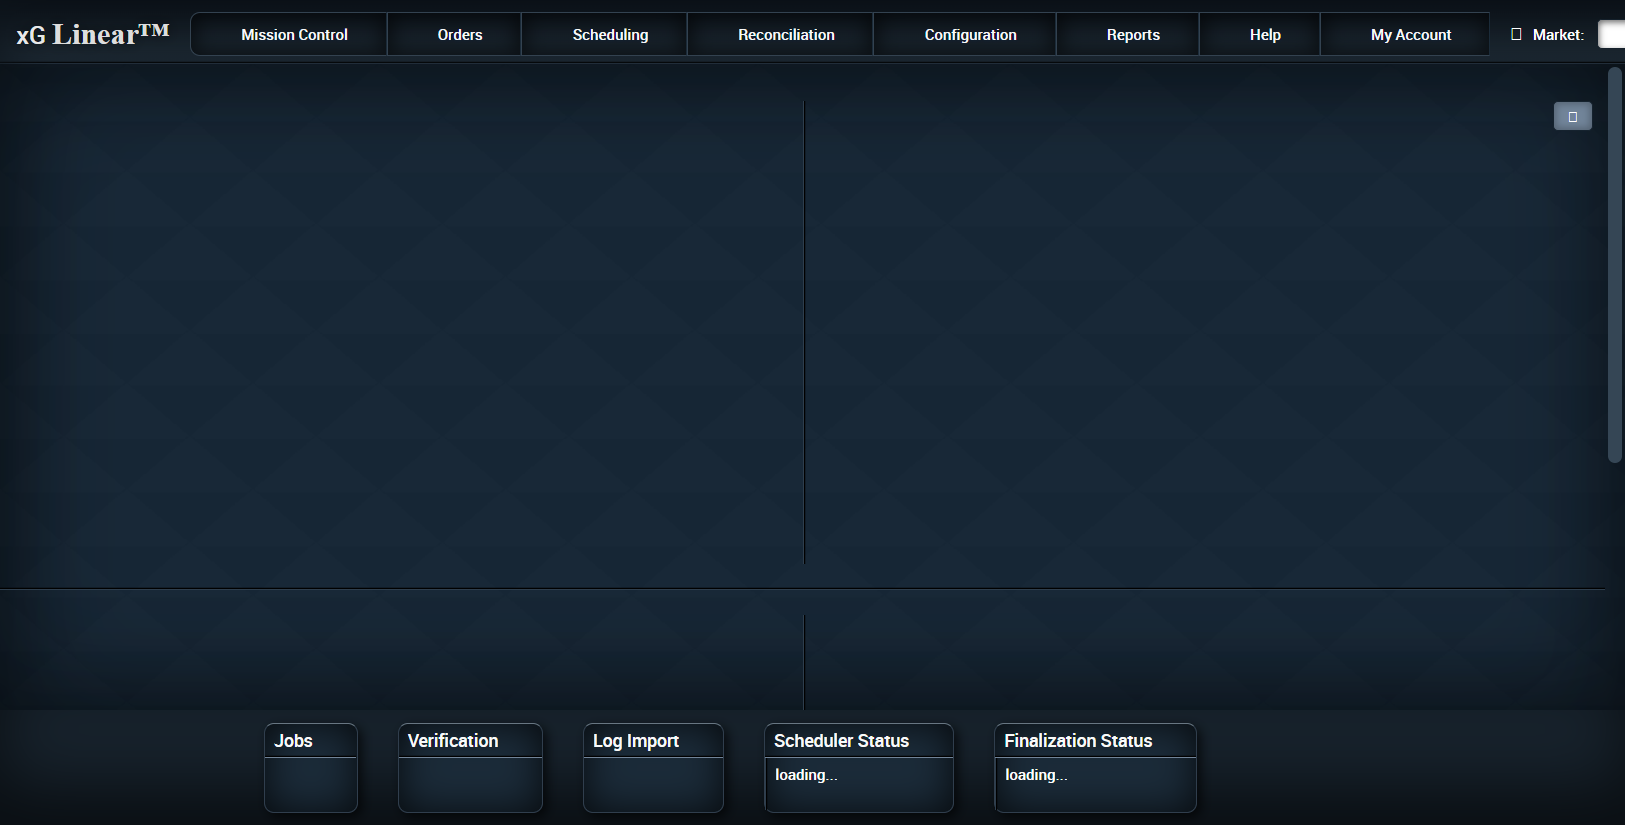 xG Linear™ Mission Control Orders Scheduling Reconciliation Configuration Reports Help My Account Market:
Jobs Verification Log Import Scheduler Status Finalization Status
loading... loading...